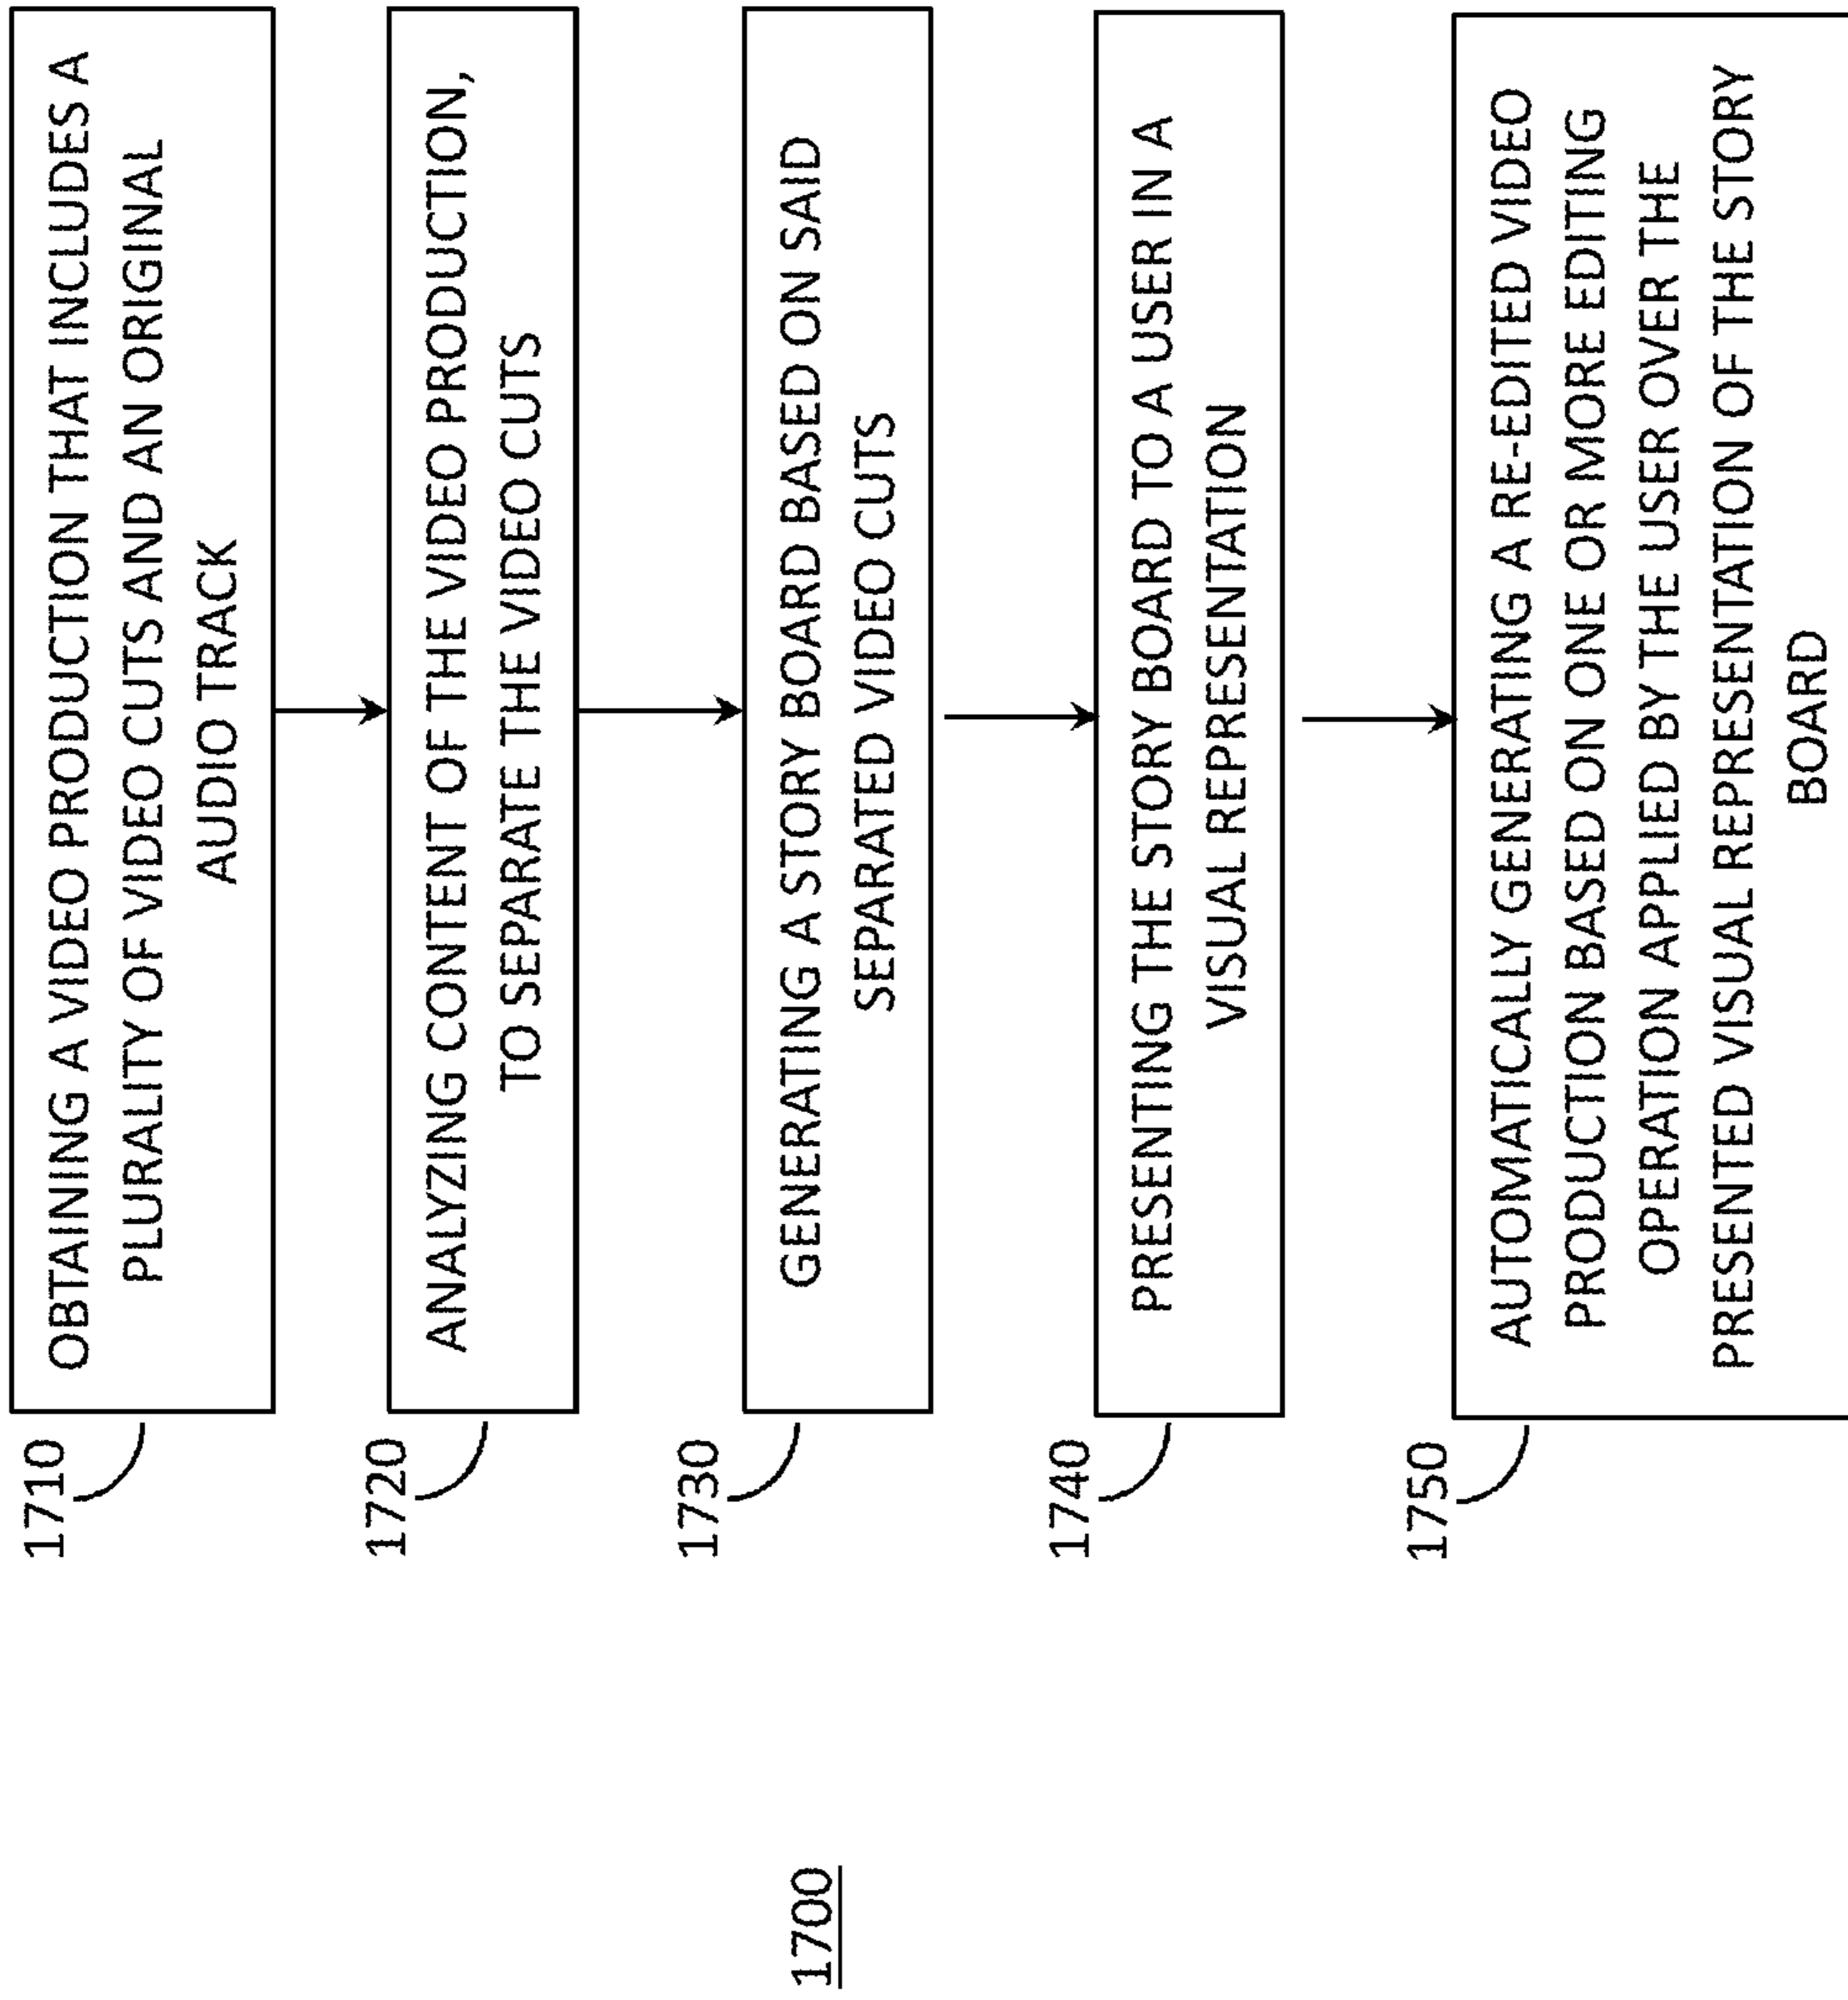 1700
1710
OBTAINING A VIDEO PRODUCTION THAT INCLUDES A
PLURALITY OF VIDEO CUTS AND AN ORIGINAL
AUDIO TRACK
1720
ANALYZING CONTENT OF THE VIDEO PRODUCTION,
TO SEPARATE THE VIDEO CUTS
1730
GENERATING A STORY BOARD BASED ON SAID
SEPARATED VIDEO CUTS
1740
PRESENTING THE STORY BOARD TO A USER IN A
VISUAL REPRESENTATION
1750
AUTOMATICALLY GENERATING A RE-EDITED VIDEO
PRODUCTION BASED ON ONE OR MORE EDITING
OPERATION APPLIED BY THE USER OVER THE
PRESENTED VISUAL REPRESENTATION OF THE STORY
BOARD